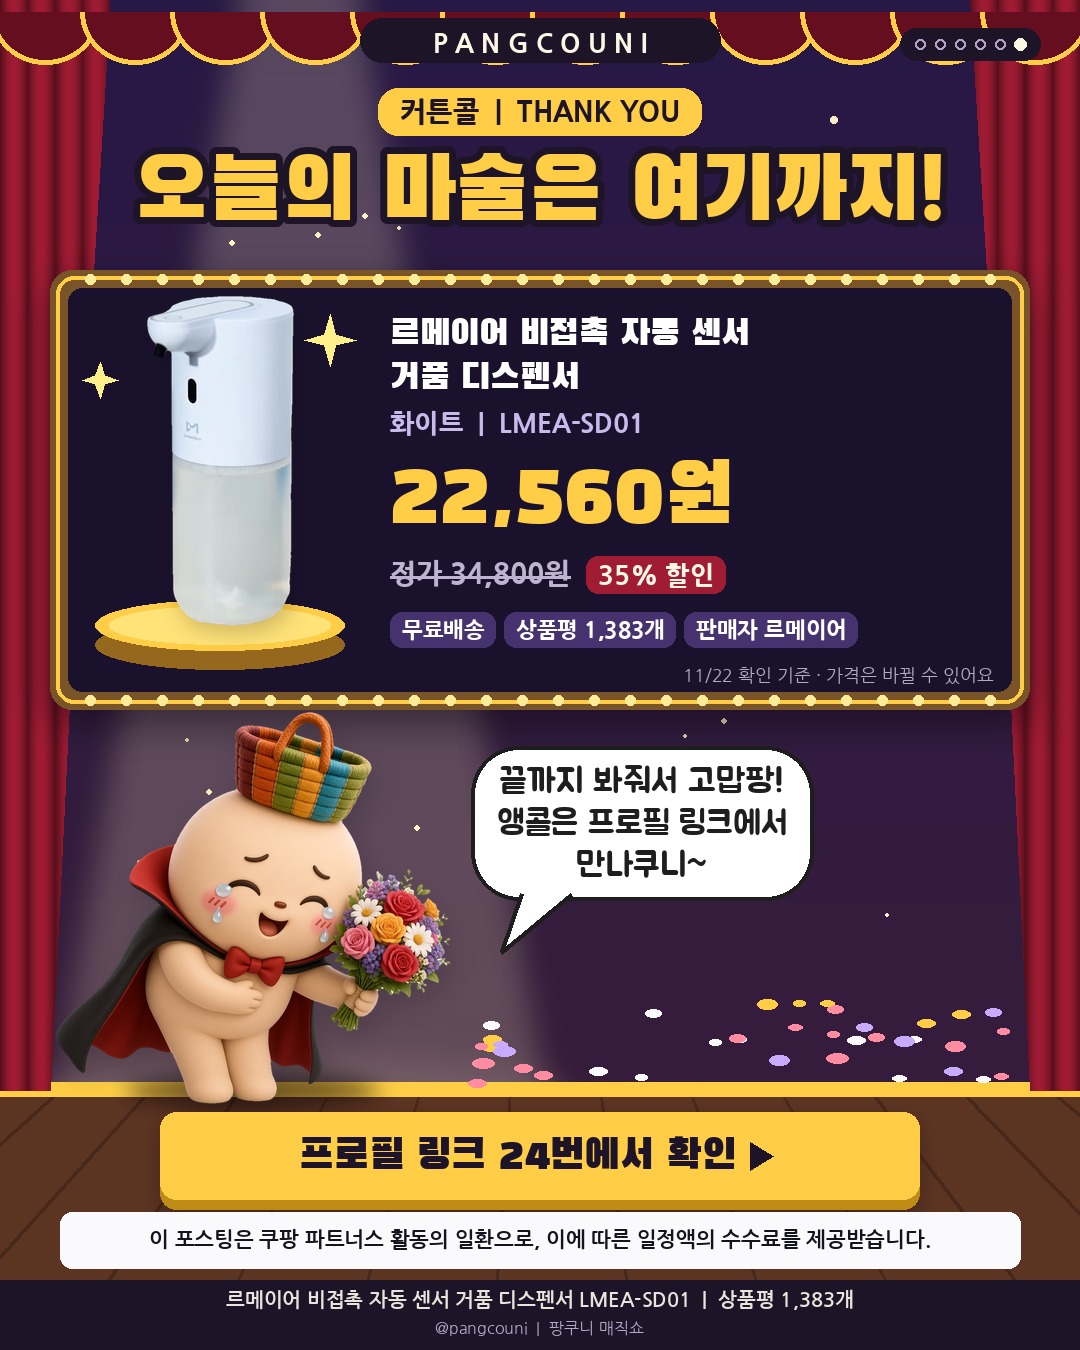 PANGCOUNI
커튼콜 | THANK YOU
오늘의 마술은 여기까지!
르메이어 비접촉 자동 센서
거품 디스펜서
화이트 | LMEA-SD01
22,560원
정가 34,800원 35% 할인
무료배송 상품평 1,383개 판매자 르메이어
11/22 확인 기준 · 가격은 바뀔 수 있어요
끝까지 봐줘서 고맙팡!
앵콜은 프로필 링크에서
만나쿠니~
프로필 링크 24번에서 확인 ▶
이 포스팅은 쿠팡 파트너스 활동의 일환으로, 이에 따른 일정액의 수수료를 제공받습니다.
르메이어 비접촉 자동 센서 거품 디스펜서 LMEA-SD01 | 상품평 1,383개
@pangcouni | 팡쿠니 매직쇼